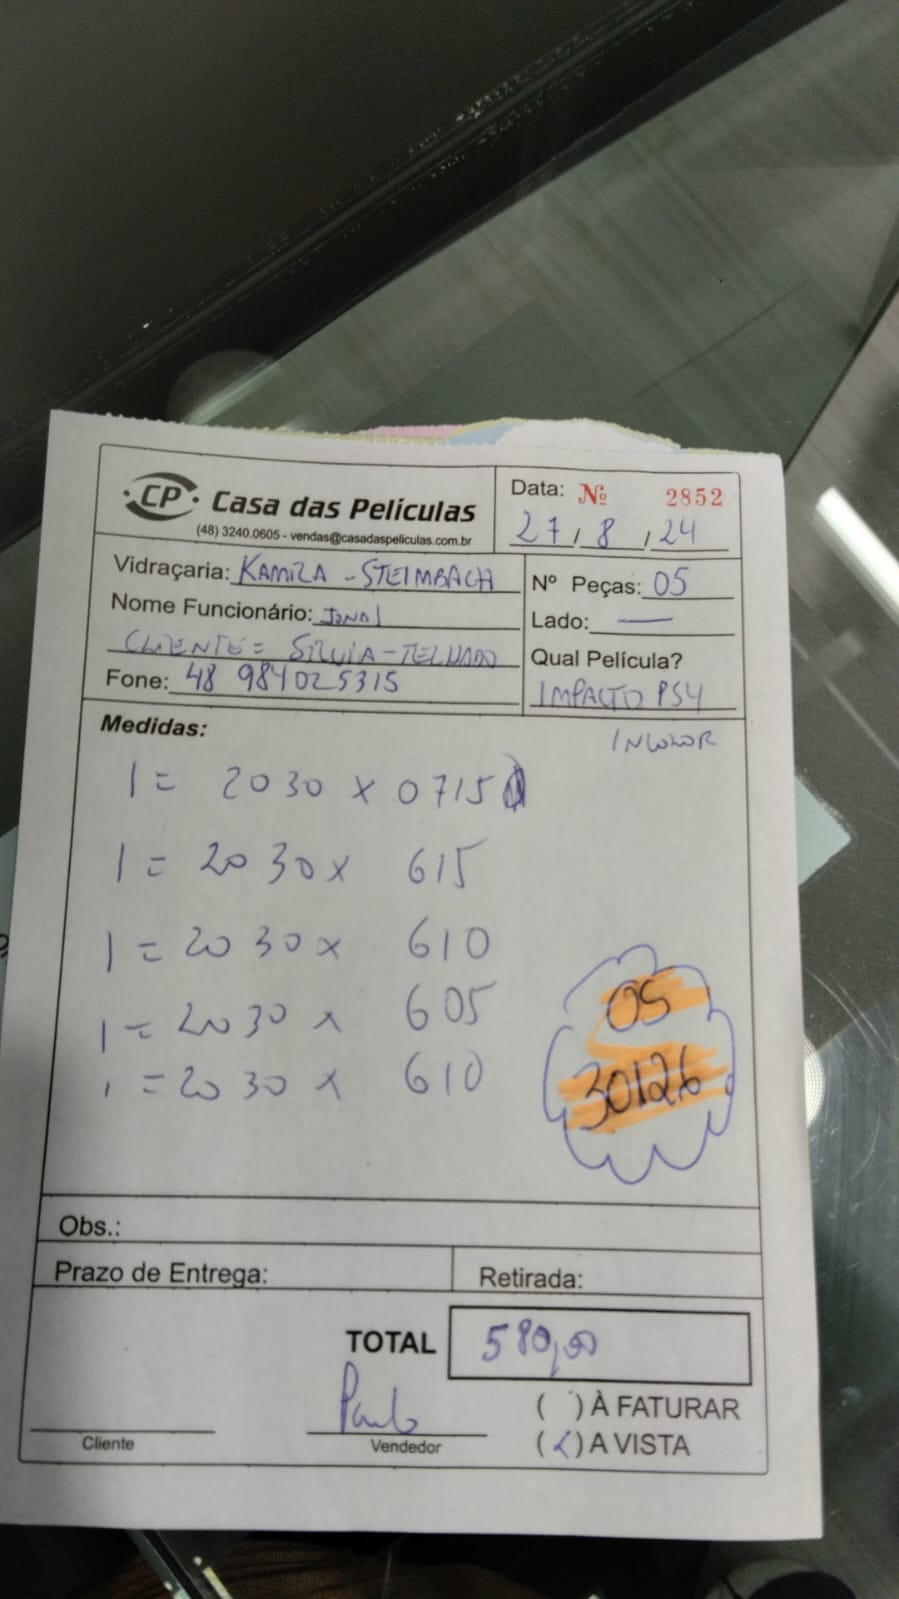 CP Casa das Películas
(48) 3240.0605 - vendas@casadaspeliculas.com.br
Data: Nº 2852
27 / 8 / 24
Vidraçaria: KAMILA - STEIMBACH
Nº Peças: 05
Nome Funcionário:
Lado: —
CLIENTE = SILVIA - TELHADO
Qual Película?
Fone: 48 984025315
IMPACTO PS4
INCOLOR
Medidas:
1 = 2030 x 0715
1 = 2030 x 615
1 = 2030 x 610
1 = 2030 x 605
1 = 2030 x 610
OS
30126
Obs.:
Prazo de Entrega:
Retirada:
TOTAL 580,00
Paulo
Cliente
Vendedor
( ) À FATURAR
(x) A VISTA